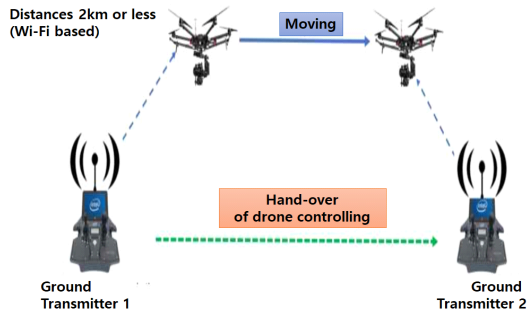 Distances 2km or less
(Wi-Fi based)
Moving
Hand-over
of drone controlling
Ground
Transmitter 1
Ground
Transmitter 2